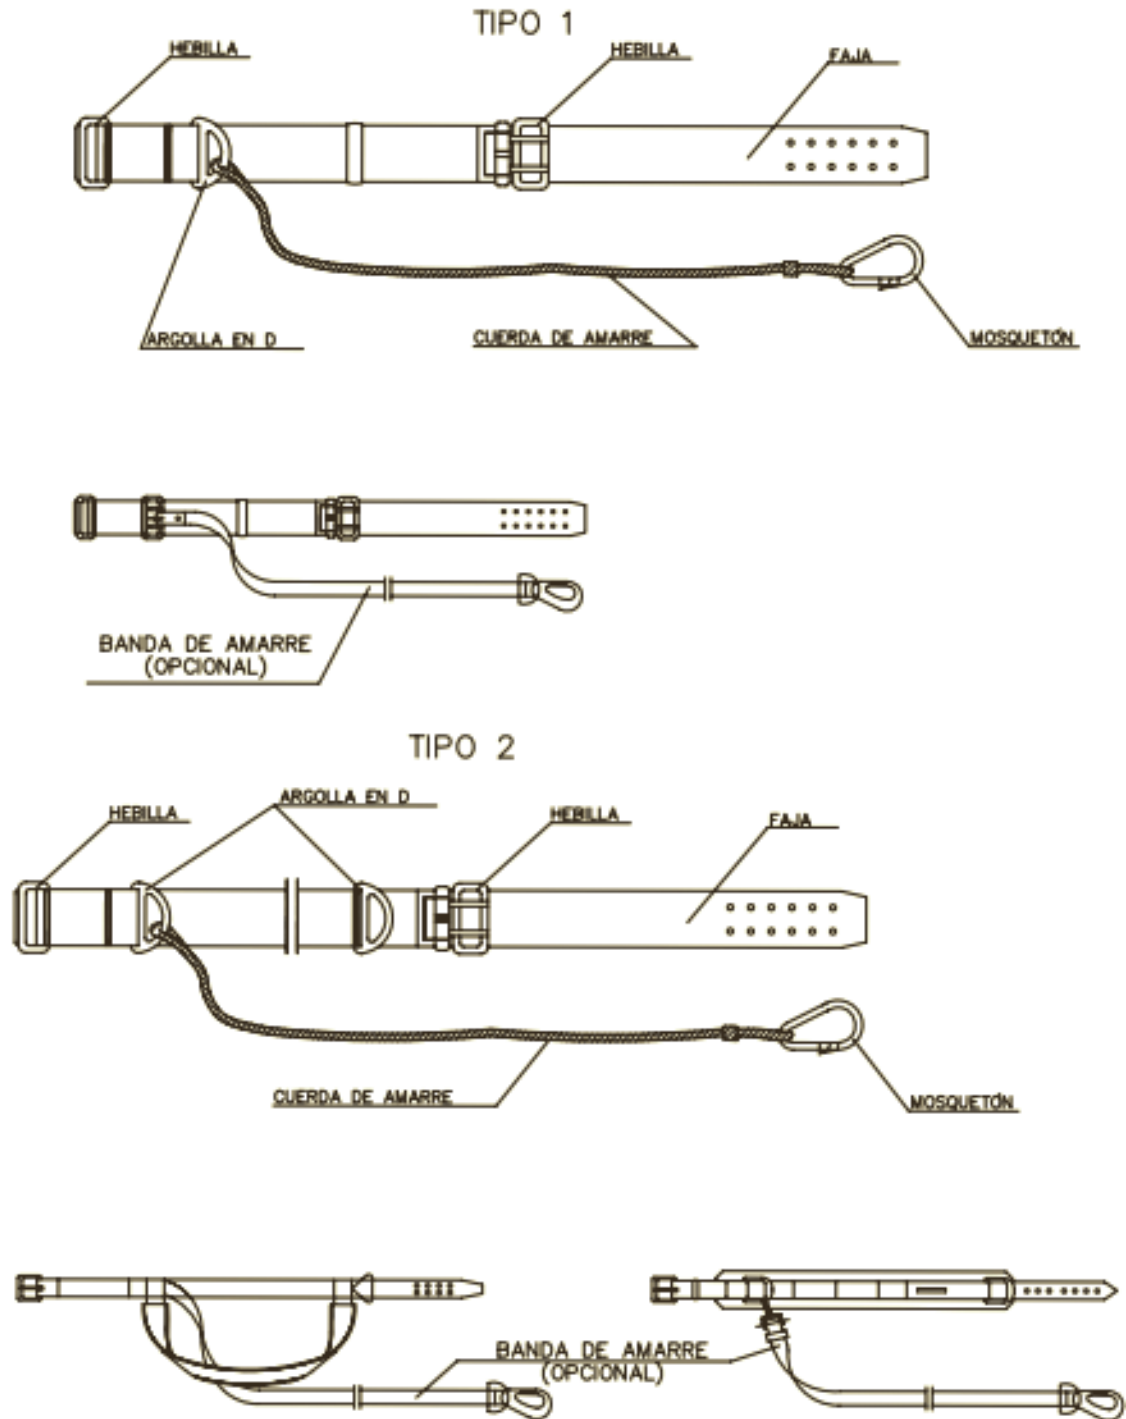 TIPO 1
HEBILLA
HEBILLA
FAJA
ARGOLLA EN D
CUERDA DE AMARRE
MOSQUETÓN
BANDA DE AMARRE
(OPCIONAL)
TIPO 2
HEBILLA
ARGOLLA EN D
HEBILLA
FAJA
CUERDA DE AMARRE
MOSQUETÓN
BANDA DE AMARRE
(OPCIONAL)